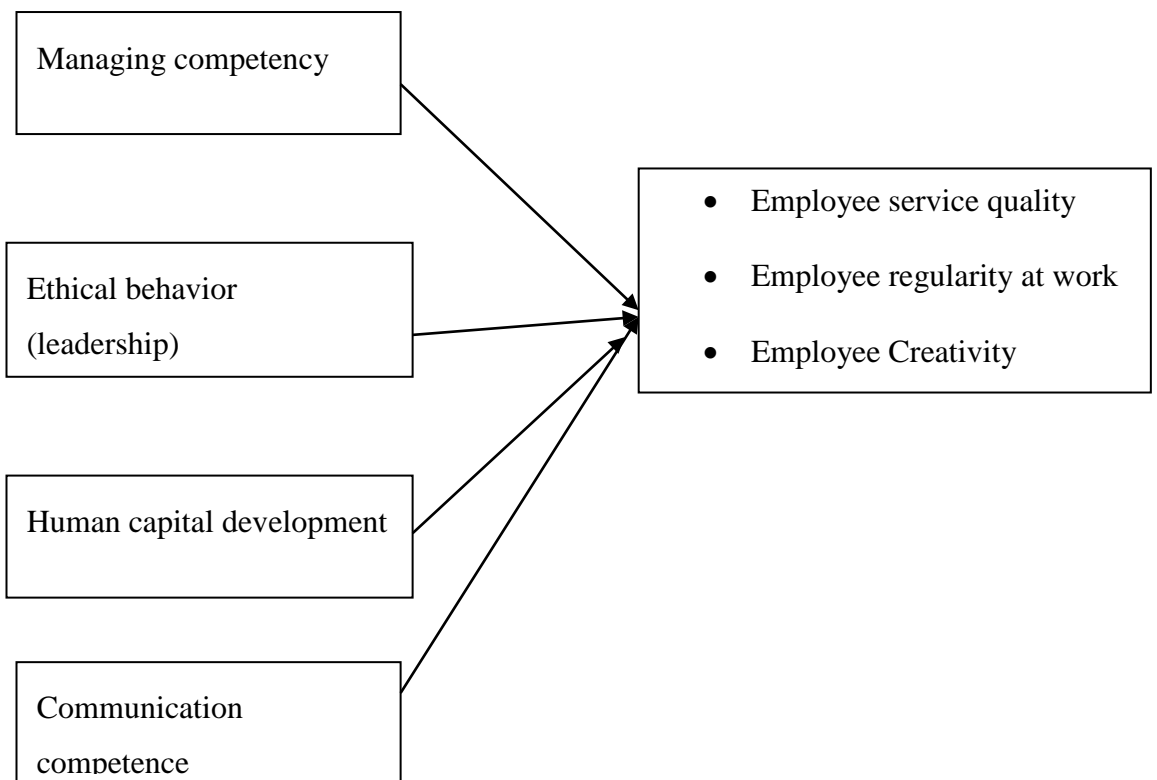 Managing competency
Ethical behavior
(leadership)
Human capital development
Communication
competence
• Employee service quality
• Employee regularity at work
• Employee Creativity